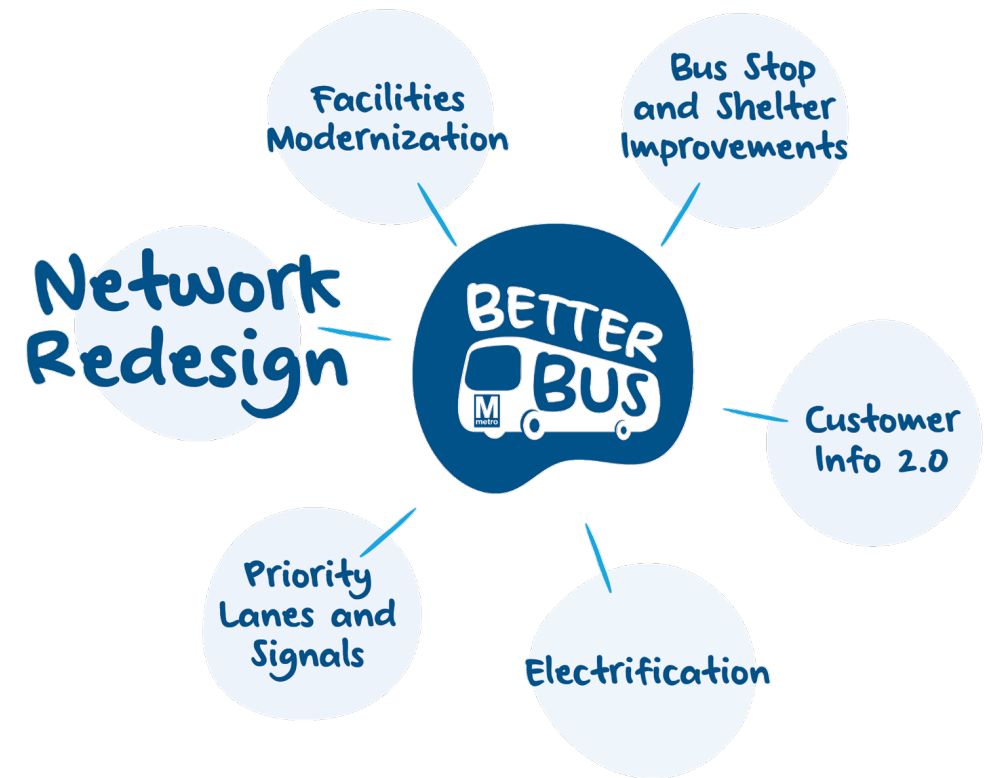 Facilities
Modernization
Bus Stop
and Shelter
Improvements
Network
Redesign
BETTER
BUS
M
metro
Customer
Info 2.0
Priority
Lanes and
Signals
Electrification